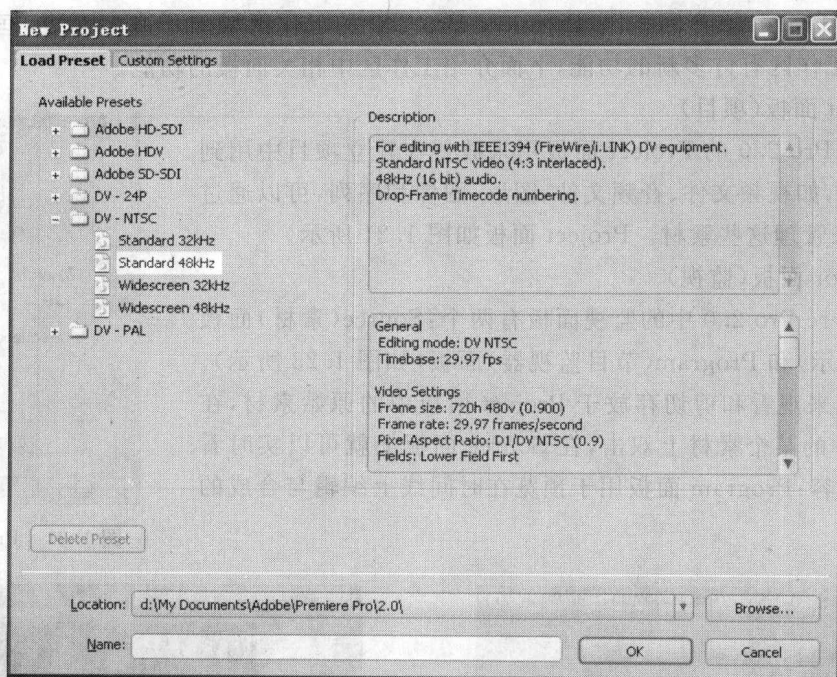 New Project
Load Preset
Custom Settings
Available Presets
Adobe HD-SDI
Adobe HDV
Adobe SD-SDI
DV - 24P
DV - NTSC
Standard 32kHz
Standard 48kHz
Widescreen 32kHz
Widescreen 48kHz
DV - PAL
Delete Preset
Description
For editing with IEEE1394 (FireWire/i.LINK) DV equipment.
Standard NTSC video (4:3 interlaced).
48kHz (16 bit) audio.
Drop-Frame Timecode numbering.
General
Editing mode: DV NTSC
Timebase: 29.97 fps
Video Settings
Frame size: 720h 480v (0.900)
Frame rate: 29.97 frames/second
Pixel Aspect Ratio: D1/DV NTSC (0.9)
Fields: Lower Field First
Location: d:\My Documents\Adobe\Premiere Pro\2.0\
Browse...
Name:
OK
Cancel